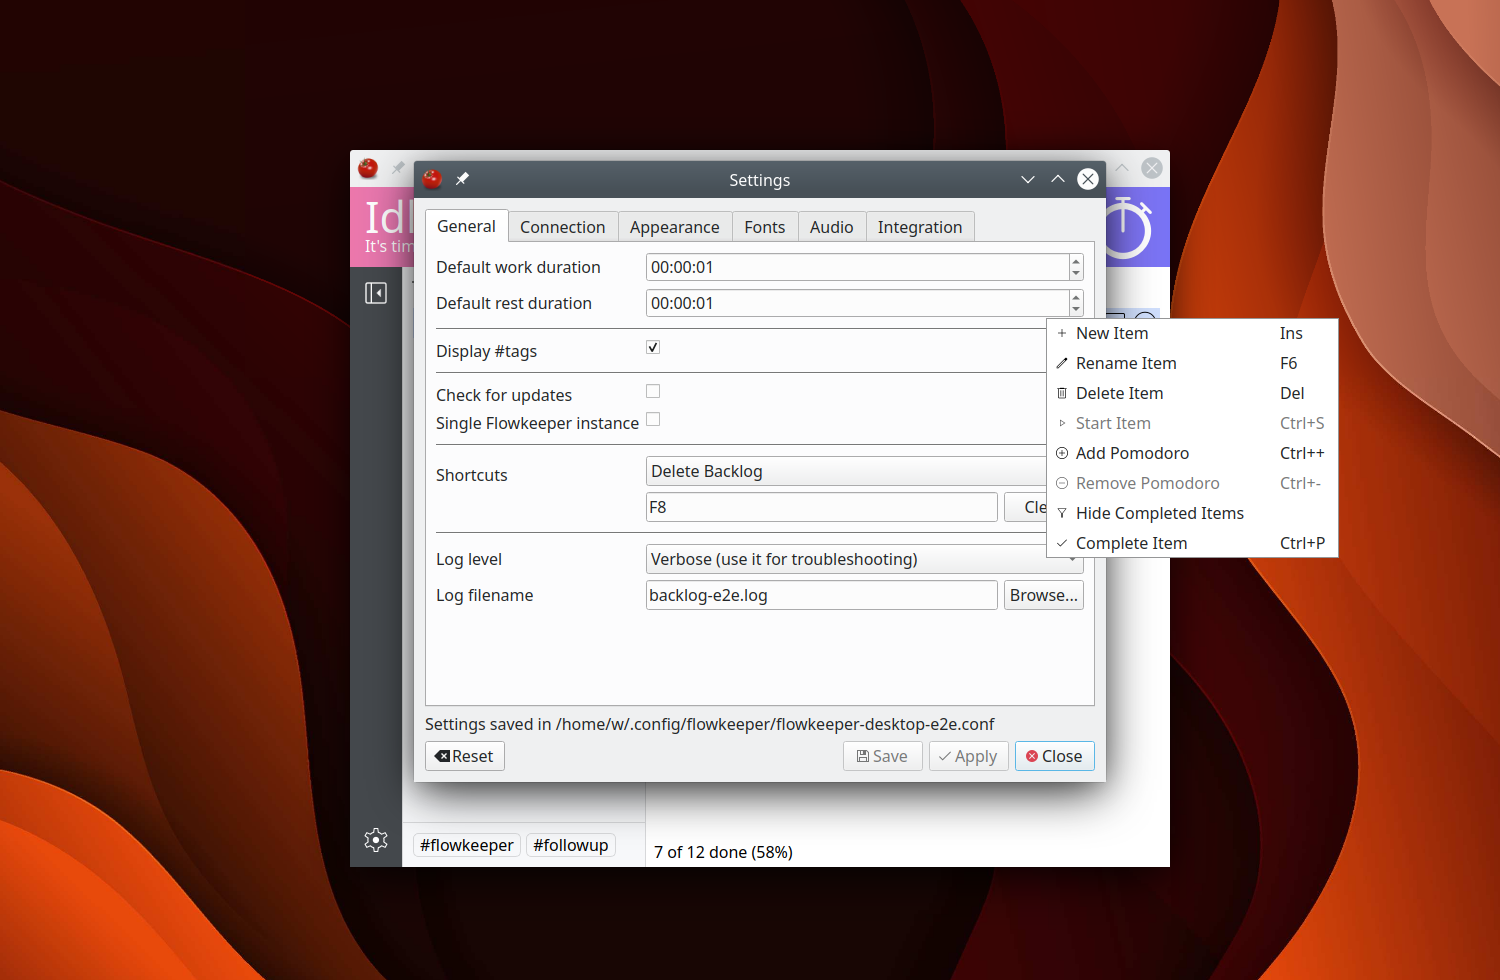 Settings
Idl
It's tim
General Connection Appearance Fonts Audio Integration
Default work duration 00:00:01
Default rest duration 00:00:01
Display #tags
Check for updates
Single Flowkeeper instance
Shortcuts Delete Backlog
F8 Cle
Log level Verbose (use it for troubleshooting)
Log filename backlog-e2e.log Browse...
Settings saved in /home/w/.config/flowkeeper/flowkeeper-desktop-e2e.conf
Reset Save Apply Close
New Item Ins
Rename Item F6
Delete Item Del
Start Item Ctrl+S
Add Pomodoro Ctrl++
Remove Pomodoro Ctrl+-
Hide Completed Items
Complete Item Ctrl+P
#flowkeeper #followup
7 of 12 done (58%)